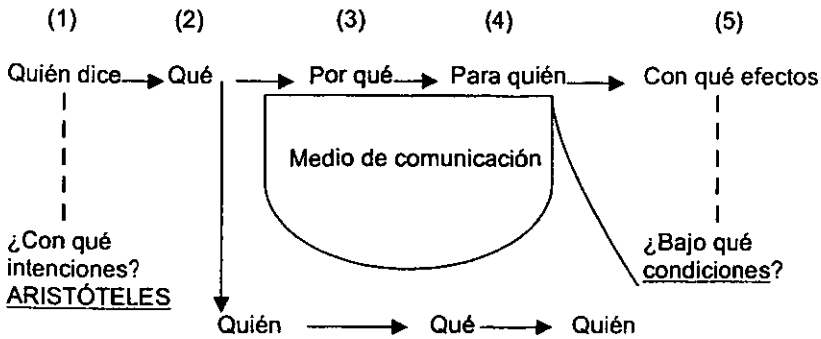 (1) (2) (3) (4) (5)
Quién dice Qué Por qué Para quién Con qué efectos
Medio de comunicación
¿Con qué
intenciones?
ARISTÓTELES
¿Bajo qué
condiciones?
Quién Qué Quién